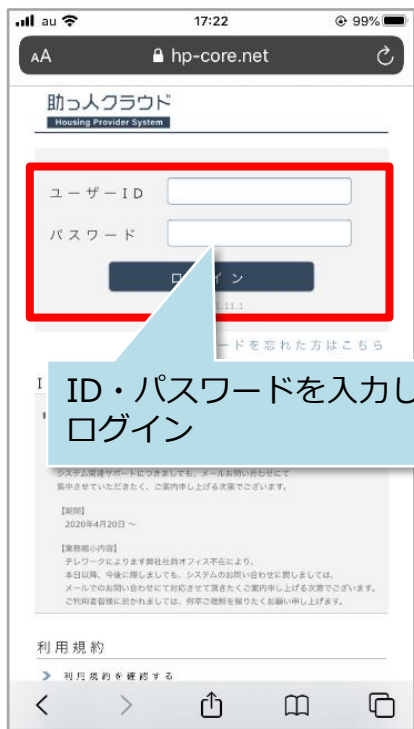 au 17:22 99%
AA hp-core.net
助っ人クラウド
Housing Provider System
ユーザーID
パスワード
ログイン
.11.1
ードを忘れた方はこちら
I
ID・パスワードを入力し
ログイン
システム関連サポートにつきましても、メールお問い合わせにて
集中させていただきたく、ご案内申し上げる次第でございます。
【期間】
2020年4月20日 ～
【業務縮小内容】
テレワークによります弊社社員オフィス不在により、
本日以降、今後に際しましても、システムのお問い合わせに関しましては、
メールでのお問い合わせにて対応させて頂きたくご案内申し上げる次第でございます。
ご利用者皆様に於かれましては、何卒ご理解を賜りたくお願い申し上げます。
利用規約
利用規約を確認する